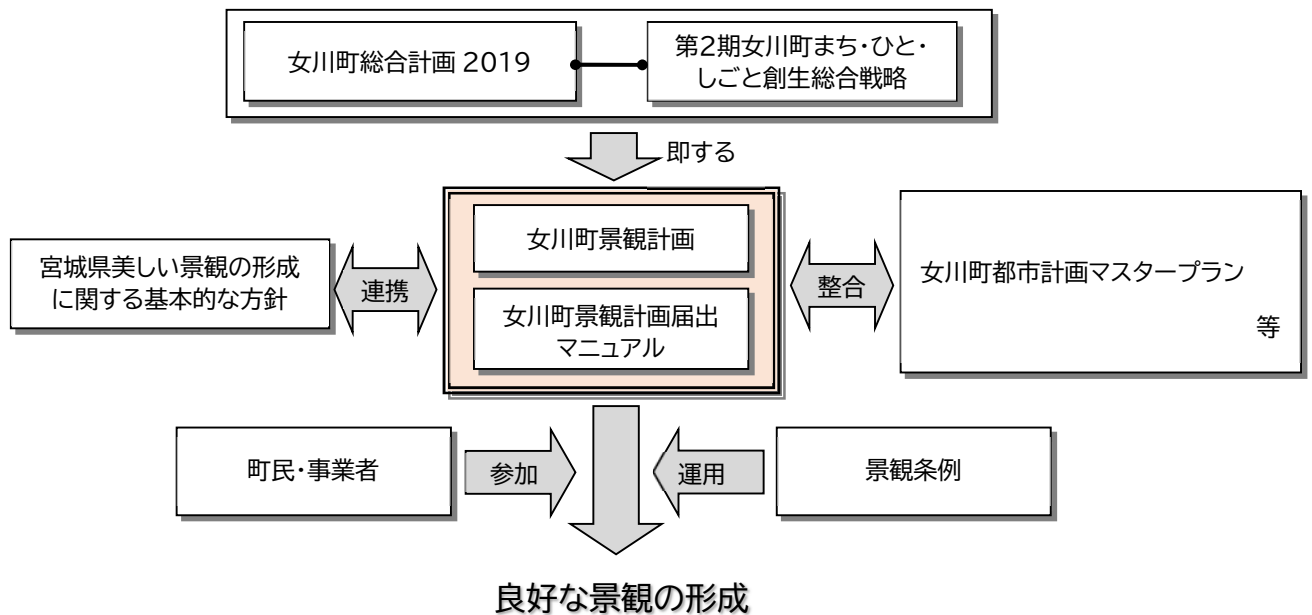 女川町総合計画 2019
第2期女川町まち・ひと・
しごと創生総合戦略
即する
女川町景観計画
宮城県美しい景観の形成
に関する基本的な方針
連携
整合
女川町都市計画マスタープラン
等
女川町景観計画届出
マニュアル
町民・事業者
参加
運用
景観条例
良好な景観の形成